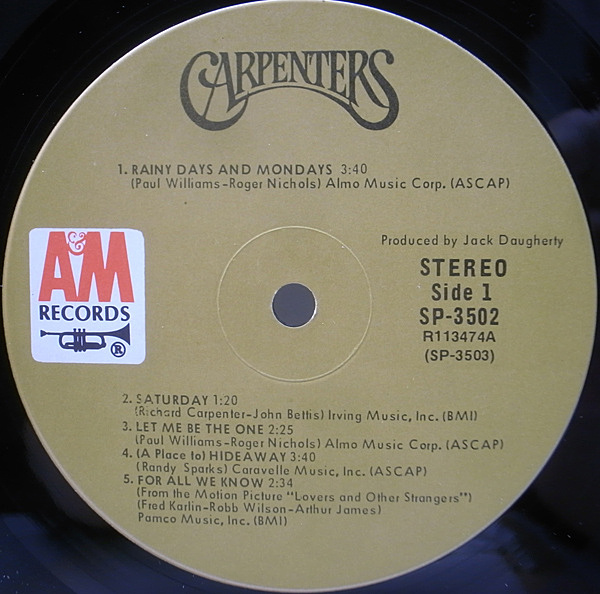 CARPENTERS
1. RAINY DAYS AND MONDAYS 3:40
(Paul Williams-Roger Nichols) Almo Music Corp. (ASCAP)
A&M
RECORDS
®
Produced by Jack Daugherty
STEREO
Side 1
SP-3502
R113474A
(SP-3503)
2. SATURDAY 1:20
(Richard Carpenter-John Bettis) Irving Music, Inc. (BMI)
3. LET ME BE THE ONE 2:25
(Paul Williams-Roger Nichols) Almo Music Corp. (ASCAP)
4. (A Place to) HIDEAWAY 3:40
(Randy Sparks) Caravelle Music, Inc. (ASCAP)
5. FOR ALL WE KNOW 2:34
(From the Motion Picture "Lovers and Other Strangers")
(Fred Karlin-Robb Wilson-Arthur James)
Pamco Music, Inc. (BMI)